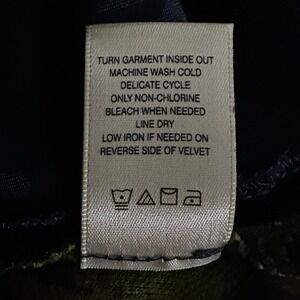 TURN GARMENT INSIDE OUT
MACHINE WASH COLD
DELICATE CYCLE
ONLY NON-CHLORINE
BLEACH WHEN NEEDED
LINE DRY
LOW IRON IF NEEDED ON
REVERSE SIDE OF VELVET